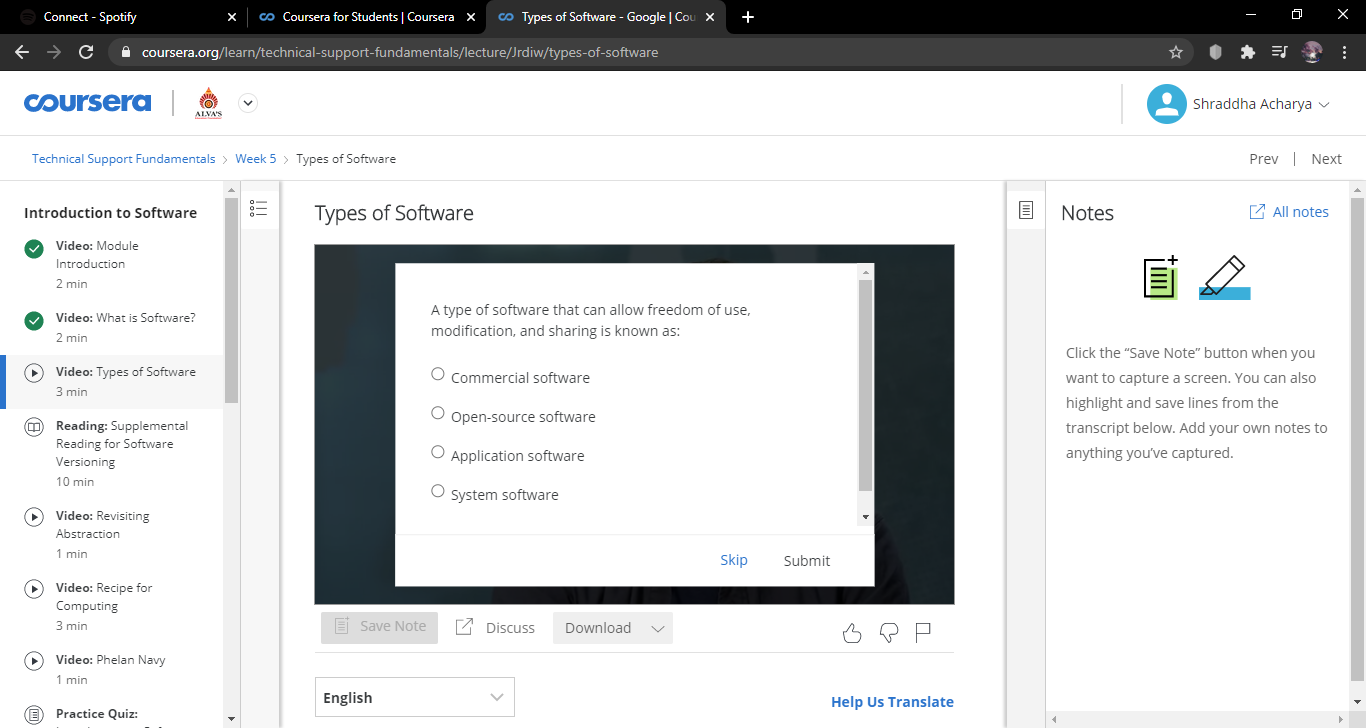 Connect - Spotify
Coursera for Students | Coursera
Types of Software - Google | Cou
coursera.org/learn/technical-support-fundamentals/lecture/Jrdiw/types-of-software
coursera
ALVA'S
Shraddha Acharya
Technical Support Fundamentals
Week 5
Types of Software
Prev | Next
Introduction to Software
Video: Module
Introduction
2 min
Video: What is Software?
2 min
Video: Types of Software
3 min
Reading: Supplemental
Reading for Software
Versioning
10 min
Video: Revisiting
Abstraction
1 min
Video: Recipe for
Computing
3 min
Video: Phelan Navy
1 min
Practice Quiz:
Types of Software
A type of software that can allow freedom of use,
modification, and sharing is known as:
Commercial software
Open-source software
Application software
System software
Skip
Submit
Save Note
Discuss
Download
English
Help Us Translate
Notes
All notes
Click the “Save Note” button when you
want to capture a screen. You can also
highlight and save lines from the
transcript below. Add your own notes to
anything you’ve captured.